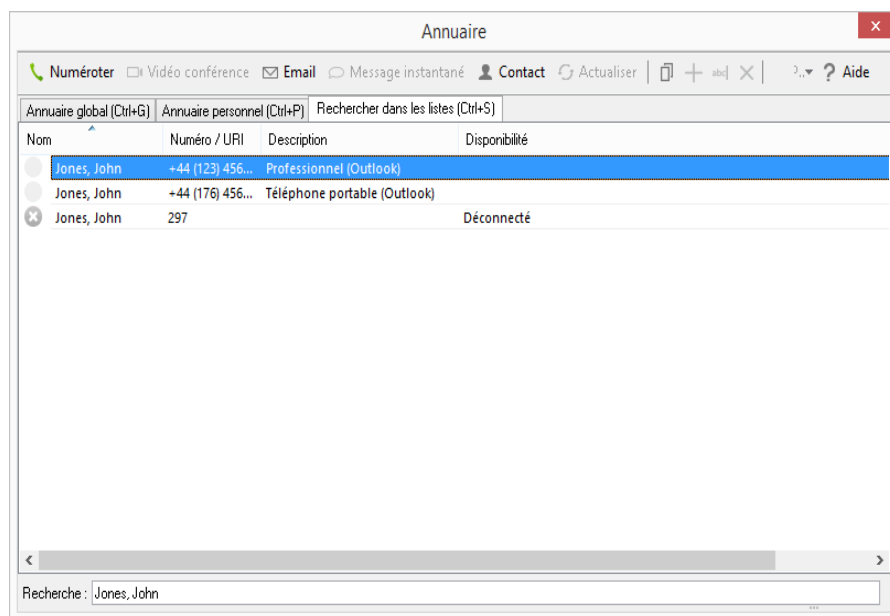 Annuaire
Numéroter Vidéo conférence Email Message instantané Contact Actualiser abc Aide
Annuaire global (Ctrl+G) Annuaire personnel (Ctrl+P) Rechercher dans les listes (Ctrl+S)
Nom Numéro / URI Description Disponibilité
Jones, John +44 (123) 456... Professionnel (Outlook)
Jones, John +44 (176) 456... Téléphone portable (Outlook)
Jones, John 297 Déconnecté
Recherche : Jones, John